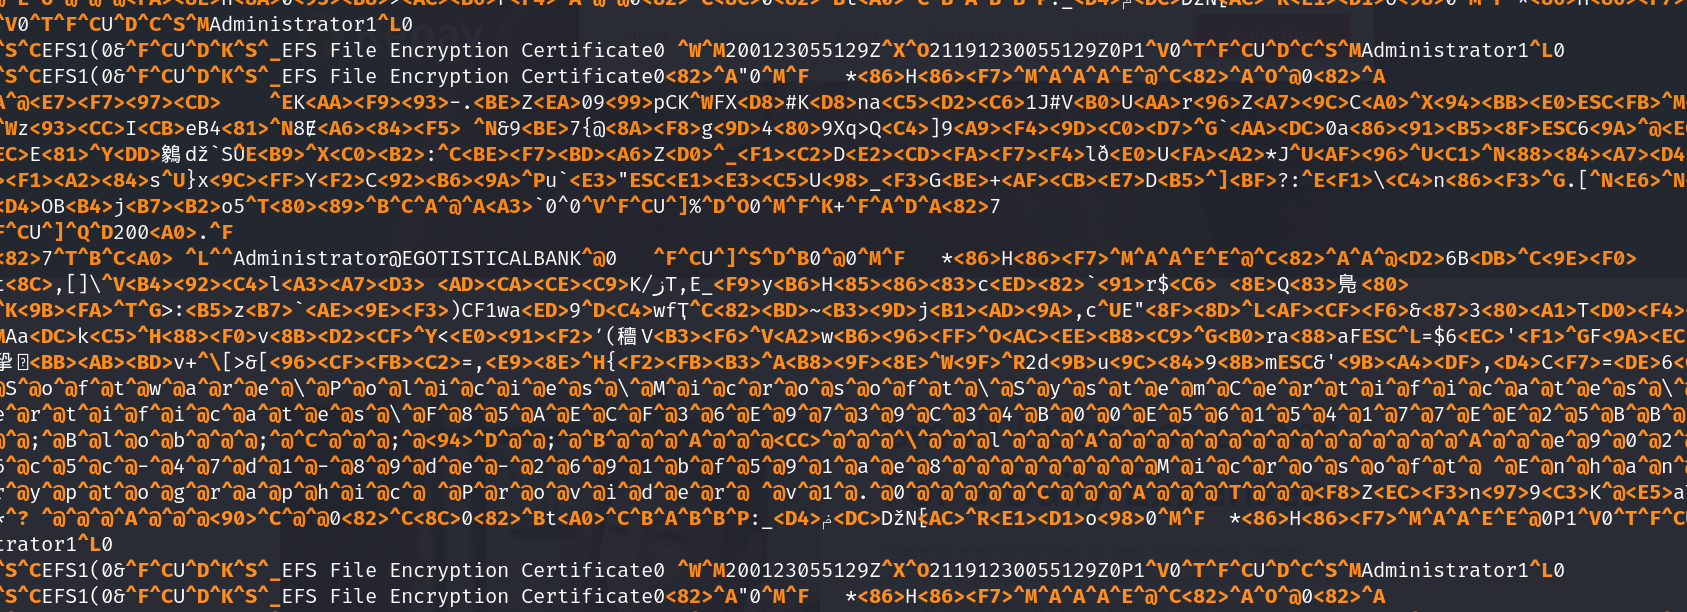 ^V0^T^F^CU^D^C^S^MAdministrator1^L0
^S^CEFS1(0&^F^CU^D^K^S^_EFS File Encryption Certificate0 ^W^M200123055129Z^X^O21191230055129Z0P1^V0^T^F^CU^D^C^S^MAdministrator1^L0
^S^CEFS1(0&^F^CU^D^K^S^_EFS File Encryption Certificate0<82>^A"0^M^F   *<86>H<86><F7>^M^A^A^A^E^@^C<82>^A^O^@0<82>^A
^@<E7><F7><97><CD>    ^EK<AA><F9><93>-.<BE>Z<EA>09<99>pCK^WFX<D8>#K<D8>na<C5><D2><C6>1J#V<B0>U<AA>r<96>Z<A7><9C>C<A0>^X<94><BB><E0>ESC<FB>^M
^Wz<93><CC>I<CB>eB4<81>^N8Ɇ<A6><84><F5> ^N&9<BE>7{@<8A><F8>g<9D>4<80>9Xq>Q<C4>]9<A9><F4><9D><C0><D7>^G`<AA><DC>0a<86><91><B5><8F>ESC6<9A>^@<E0
E<81>^Y<DD> dž`SÛE<B9>^X<C0><B2>:^C<BE><F7><BD><A6>Z<D0>^_<F1><C2>D<E2><CD><FA><F7><F4>lð<E0>U<FA><A2>*J^U<AF><96>^U<C1>^N<88><84><A7><D4
<F1><A2><84>s^U}x<9C><FF>Y<F2>C<92><B6><9A>^Pu`<E3>"ESC<E1><E3><C5>U<98>_<F3>G<BE>+<AF><CB><E7>D<B5>^]<BF>?:^E<F1>\<C4>n<86><F3>^G.[^N<E6>^N
<D4>OB<B4>j<B7><B2>o5^T<80><89>^B^C^A^@^A<A3>`0^0^V^F^CU^]%^D^O0^M^F^K+^F^A^D^A<82>7
^CU^]^Q^D200<A0>.^F
<82>7^T^B^C<A0> ^L^^Administrator@EGOTISTICALBANK^@0   ^F^CU^]^S^D^B0^@0^M^F   *<86>H<86><F7>^M^A^A^E^@^C<82>^A^A^@<D2>6B<DB>^C<9E><F0>
<8C>,[]\^V<B4><92><C4>l<A3><A7><D3> <AD><CA><CE><C9>K/ژT,E_<F9>y<B6>H<85><86><83>c<ED><82>`<91>r$<C6> <8E>Q<83> <80>
^K<9B><FA>^T^G>:<B5>z<B7>`<AE><9E><F3>)CF1wa<ED>9^D<C4>wf ^C<82><BD>~<B3><9D>j<B1><AD><9A>,c^UE"<8F><8D>^L<AF><CF><F6>&<87>3<80><A1>T<D0><F4>
Aa<DC>k<C5>^H<88><F0>v<8B><D2><CF>^Y<<E0><91><F2>'(穯V<B3><F6>^V<A2>w<B6><96><FF>^O<AC><EE><B8><C9>^G<B0>ra<88>aFESC^L=$6<EC>'<F1>^GF<9A><EC
<BB><AB><BD>v+^\[>&[<96><CF><FB><C2>=,<E9><8E>^H{<F2><FB><B3>^A<B8><9F><8E>^W<9F>^R2d<9B>u<9C><84>9<8B>mESC&'<9B><A4><DF>,<D4>C<F7>=<DE>6<
S^@o^@f^@t^@w^@a^@r^@e^@\^@P^@o^@l^@i^@c^@i^@e^@s^@\^@M^@i^@c^@r^@o^@s^@o^@f^@t^@\^@S^@y^@s^@t^@e^@m^@C^@e^@r^@t^@i^@f^@i^@c^@a^@t^@e^@s^@\^@
e^@r^@t^@i^@f^@i^@c^@a^@t^@e^@s^@\^@F^@8^@5^@A^@E^@C^@F^@3^@6^@E^@9^@7^@3^@9^@C^@3^@4^@B^@0^@0^@E^@5^@6^@1^@5^@4^@1^@7^@7^@E^@E^@2^@5^@B^@B^@
^@;^@B^@l^@o^@b^@^@^@;^@^C^@^@^@;^@<94>^D^@^@;^@^B^@^@^@^A^@^@^@<CC>^@^@^@^\^@^@^@l^@^@^@^A^@^@^@^@^@^@^@^@^@^@^@^@^@^@^@^A^@^@^@e^@9^@0^@2^@
6^@c^@5^@c^@-^@4^@7^@d^@1^@-^@8^@9^@d^@e^@-^@2^@6^@9^@1^@b^@f^@5^@9^@1^@a^@e^@8^@^@^@^@^@^@^@^@^@M^@i^@c^@r^@o^@s^@o^@f^@t^@ ^@E^@n^@h^@a^@n^@
r^@y^@p^@t^@o^@g^@r^@a^@p^@h^@i^@c^@ ^@P^@r^@o^@v^@i^@d^@e^@r^@ ^@v^@1^@.^@0^@^@^@^@^@^C^@^@^@^A^@^@^@^T^@^@^@<F8>Z<EC><F3>n<97>9<C3>K^@<E5>a
*^? ^@^@^@^A^@^@^@<90>^C^@^@0<82>^C<8C>0<82>^Bt<A0>^C^B^A^B^B^P:_<D4> <DC>DžN{AC>^R<E1><D1>o<98>0^M^F  *<86>H<86><F7>^M^A^A^E^E^@0P1^V0^T^F^CU
trator1^L0
^S^CEFS1(0&^F^CU^D^K^S^_EFS File Encryption Certificate0 ^W^M200123055129Z^X^O21191230055129Z0P1^V0^T^F^CU^D^C^S^MAdministrator1^L0
^S^CEFS1(0&^F^CU^D^K^S^_EFS File Encryption Certificate0<82>^A"0^M^F   *<86>H<86><F7>^M^A^A^A^E^@^C<82>^A^O^@0<82>^A